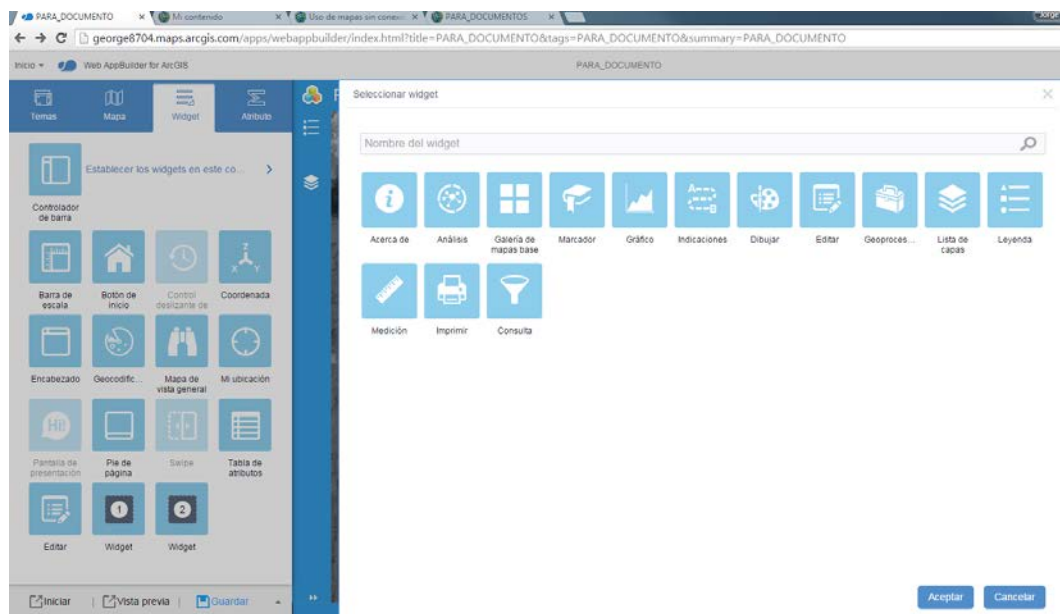 PARA_DOCUMENTO
Mi contenido
Uso de mapas sin conexi
PARA_DOCUMENTOS
Jorge
george8704.maps.arcgis.com/apps/webappbuilder/index.html?title=PARA_DOCUMENTO&tags=PARA_DOCUMENTO&summary=PARA_DOCUMENTO
Inicio
Web AppBuilder for ArcGIS
PARA_DOCUMENTO
Temas
Mapa
Widget
Atributo
Establecer los widgets en este co...
Controlador
de barra
Barra de
escala
Botón de
inicio
Control
deslizante de
Coordenada
Encabezado
Geocodific...
Mapa de
vista general
Mi ubicación
Hi!
Pantalla de
presentación
Pie de
página
Swipe
Tabla de
atributos
Editar
1
Widget
2
Widget
Iniciar
Vista previa
Guardar
Seleccionar widget
Nombre del widget
Acerca de
Análisis
Galería de
mapas base
Marcador
Gráfico
Indicaciones
Dibujar
Editar
Geoproces...
Lista de
capas
Leyenda
Medición
Imprimir
Consulta
Aceptar
Cancelar